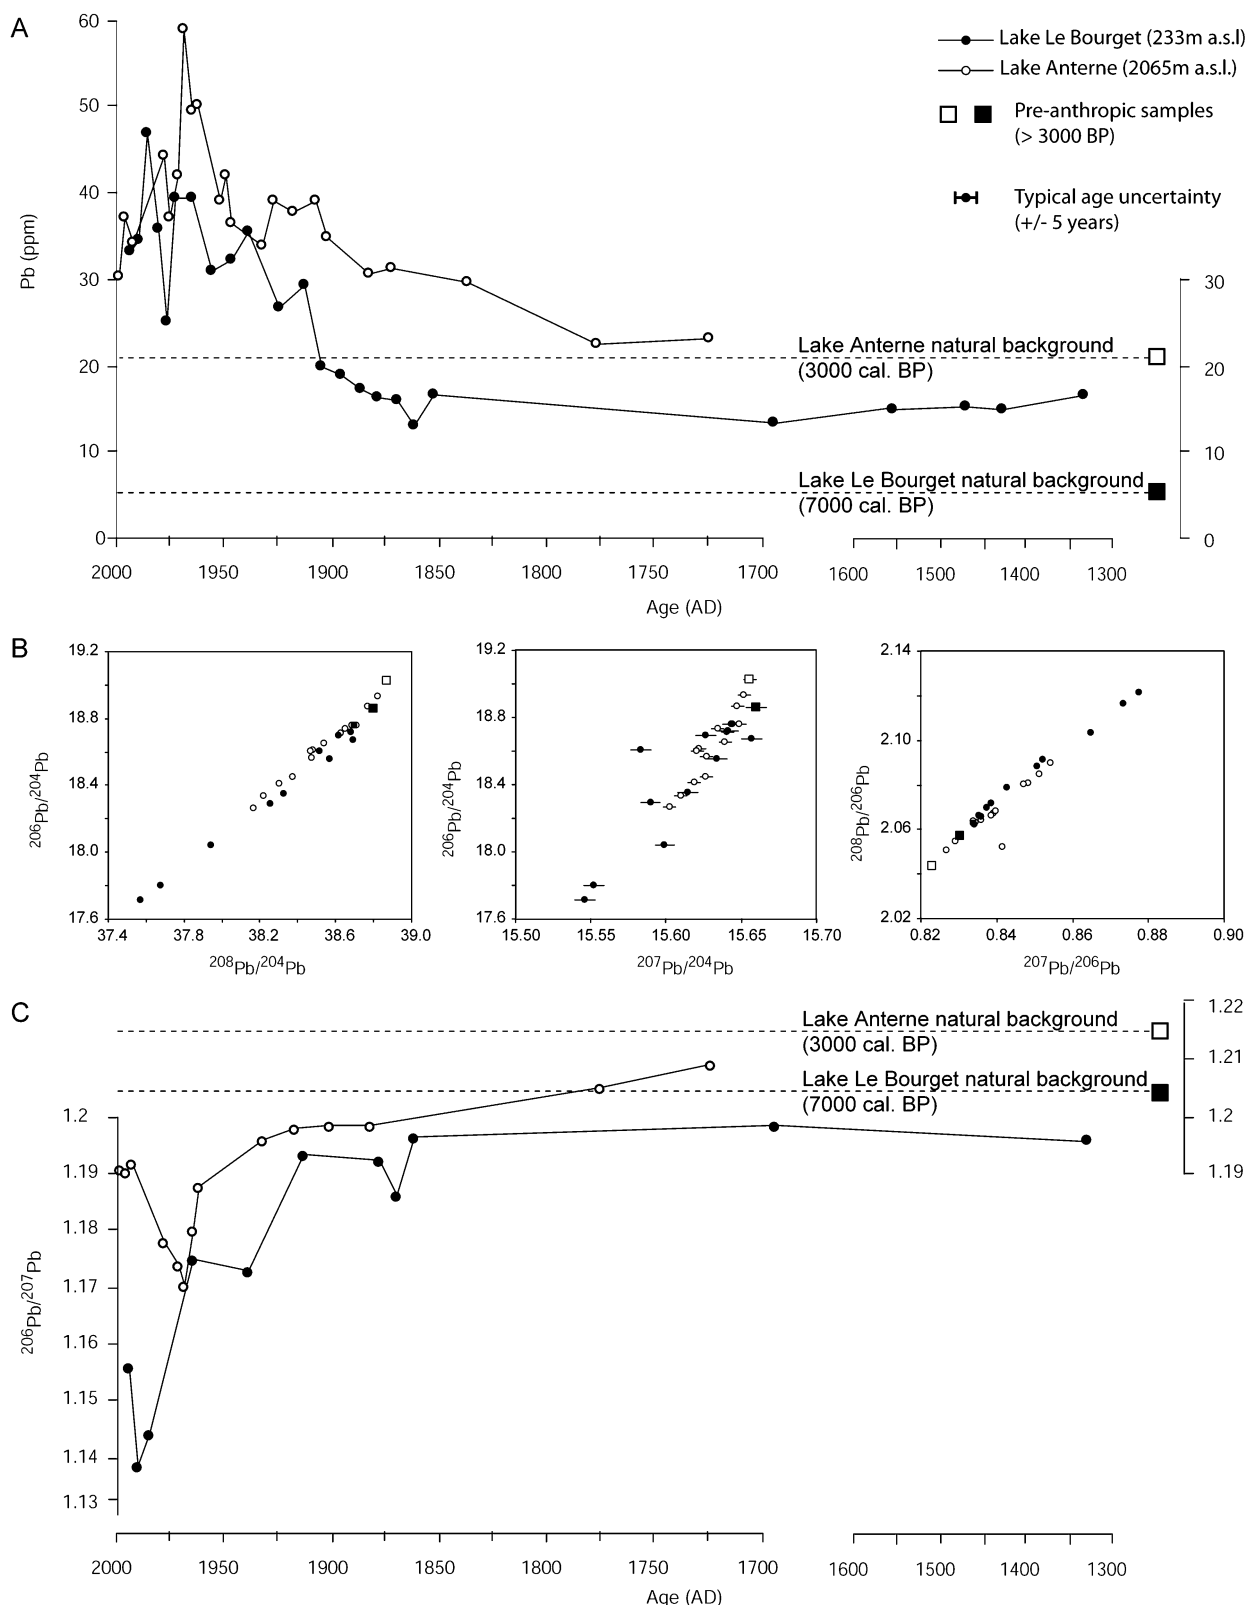 A
60
50
40
30
20
10
0
Pb (ppm)
Lake Le Bourget (233m a.s.l)
Lake Anterne (2065m a.s.l.)
Pre-anthropic samples
(> 3000 BP)
Typical age uncertainty
(+/- 5 years)
30
20
10
0
Lake Anterne natural background
(3000 cal. BP)
Lake Le Bourget natural background
(7000 cal. BP)
2000 1950 1900 1850 1800 1750 1700 1600 1500 1400 1300
Age (AD)
B
19.2
18.8
18.4
18.0
17.6
206Pb/204Pb
37.4 37.8 38.2 38.6 39.0
208Pb/204Pb
19.2
18.8
18.4
18.0
17.6
206Pb/204Pb
15.50 15.55 15.60 15.65 15.70
207Pb/204Pb
2.14
2.10
2.06
2.02
208Pb/206Pb
0.82 0.84 0.86 0.88 0.90
207Pb/206Pb
C
1.22
1.21
1.2
1.19
Lake Anterne natural background
(3000 cal. BP)
Lake Le Bourget natural background
(7000 cal. BP)
1.2
1.19
1.18
1.17
1.16
1.15
1.14
1.13
206Pb/207Pb
2000 1950 1900 1850 1800 1750 1700 1600 1500 1400 1300
Age (AD)